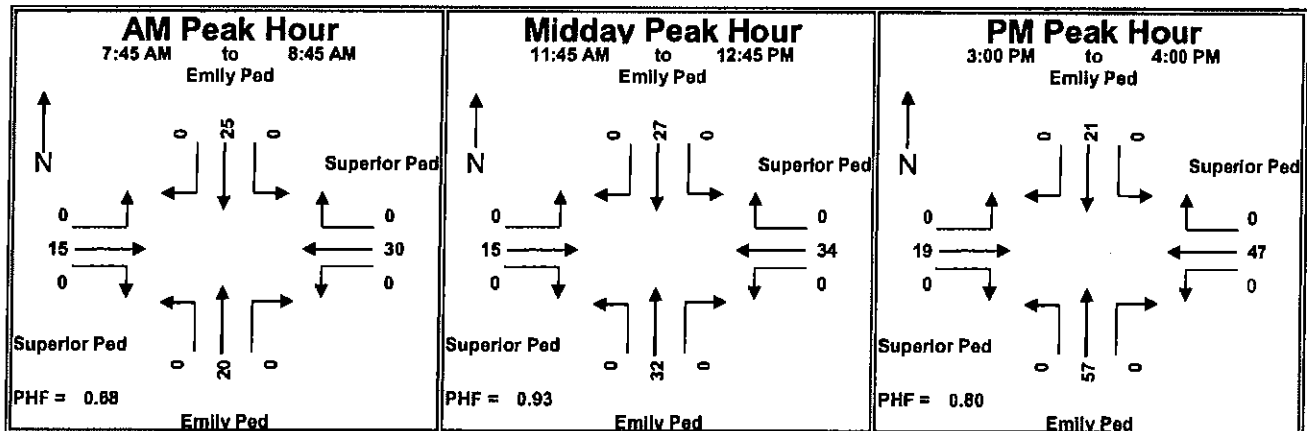 AM Peak Hour
7:45 AM to 8:45 AM
Emily Ped
N
0 25 0
Superior Ped
0 0
15 30
0 0
Superior Ped
0 20 0
PHF = 0.68
Emily Ped
Midday Peak Hour
11:45 AM to 12:45 PM
Emily Ped
N
0 27 0
Superior Ped
0 0
15 34
0 0
Superior Ped
0 32 0
PHF = 0.93
Emily Ped
PM Peak Hour
3:00 PM to 4:00 PM
Emily Ped
N
0 21 0
Superior Ped
0 0
19 47
0 0
Superior Ped
0 57 0
PHF = 0.80
Emily Ped